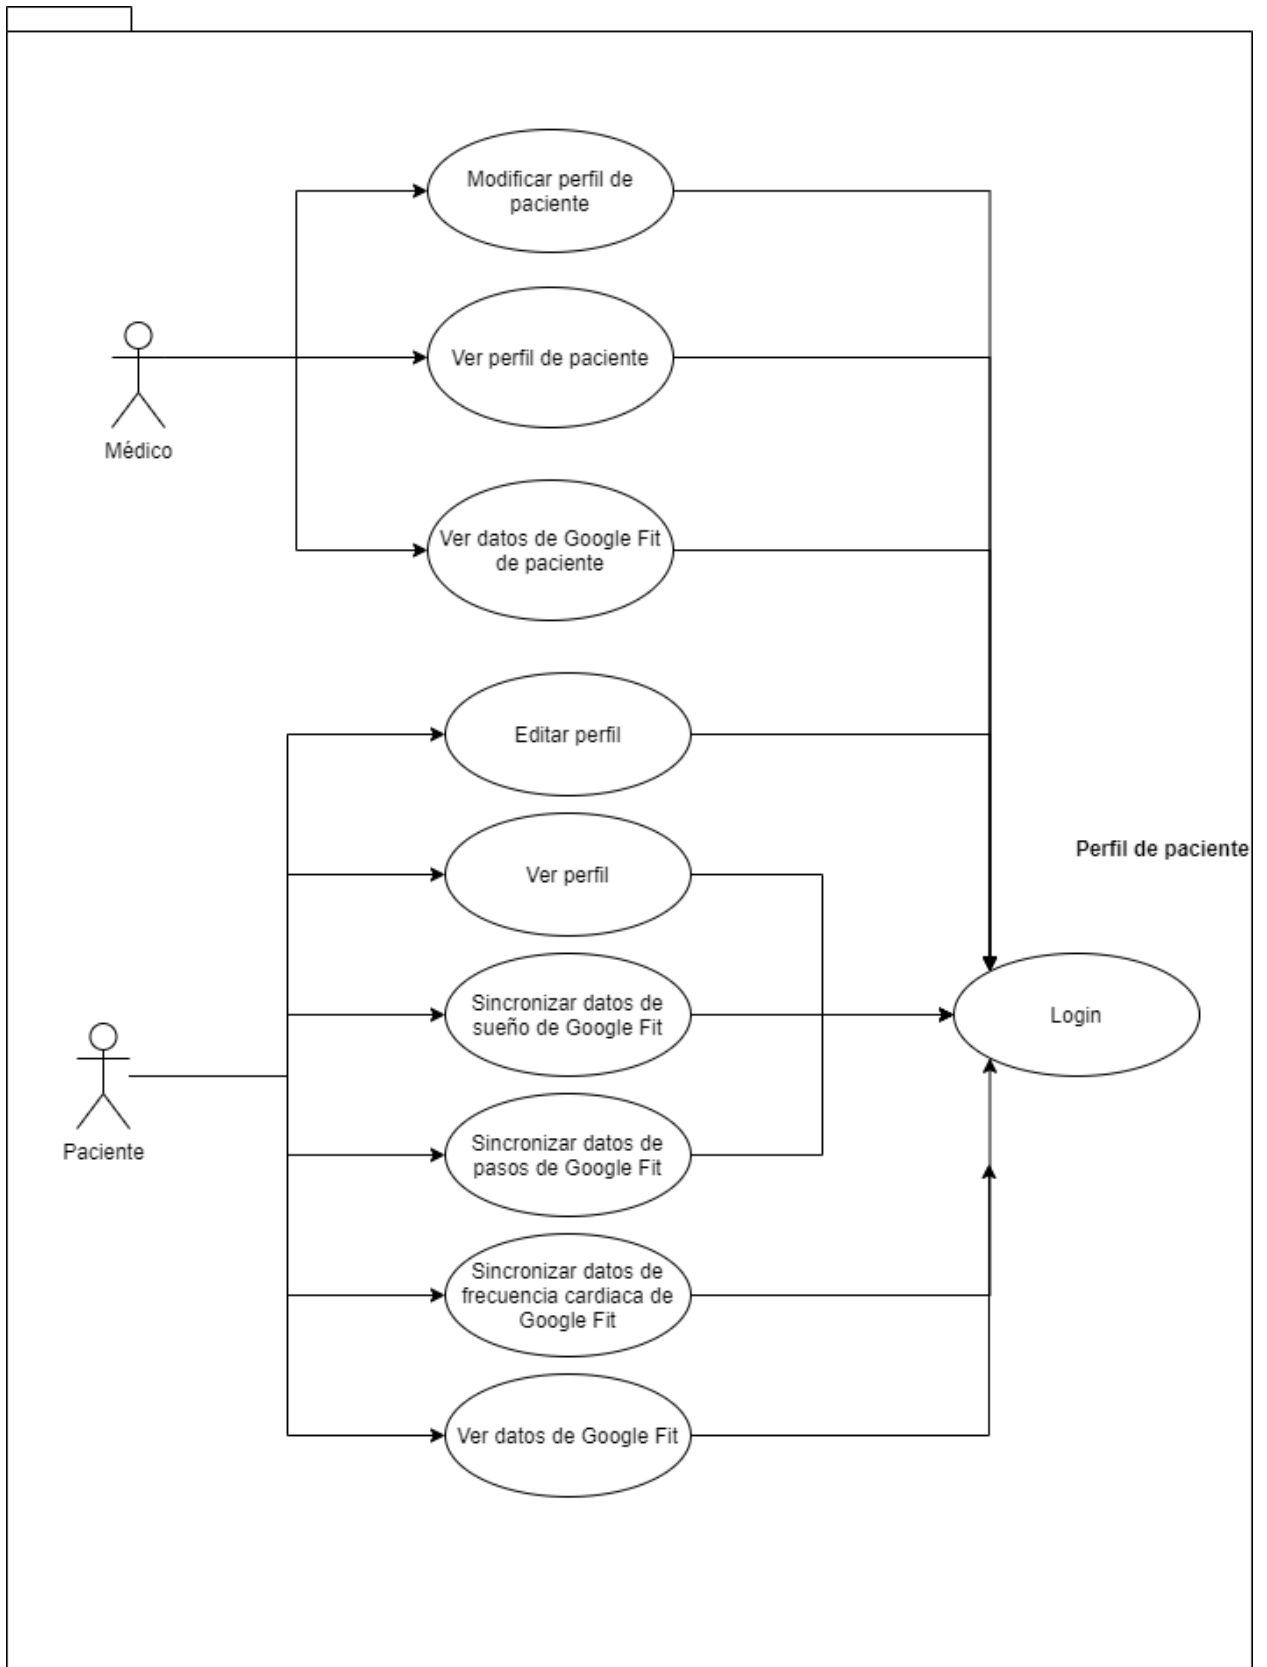 Modificar perfil de
paciente
Ver perfil de paciente
Médico
Ver datos de Google Fit
de paciente
Editar perfil
Perfil de paciente
Ver perfil
Sincronizar datos de
sueño de Google Fit
Login
Paciente
Sincronizar datos de
pasos de Google Fit
Sincronizar datos de
frecuencia cardiaca de
Google Fit
Ver datos de Google Fit